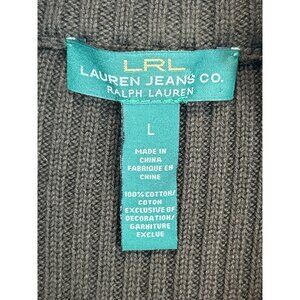 LRL
LAUREN JEANS CO.
RALPH LAUREN
L
MADE IN
CHINA
FABRIQUE EN
CHINE
100% COTTON/
COTON
EXCLUSIVE OF
DECORATION/
GARNITURE
EXCLUE